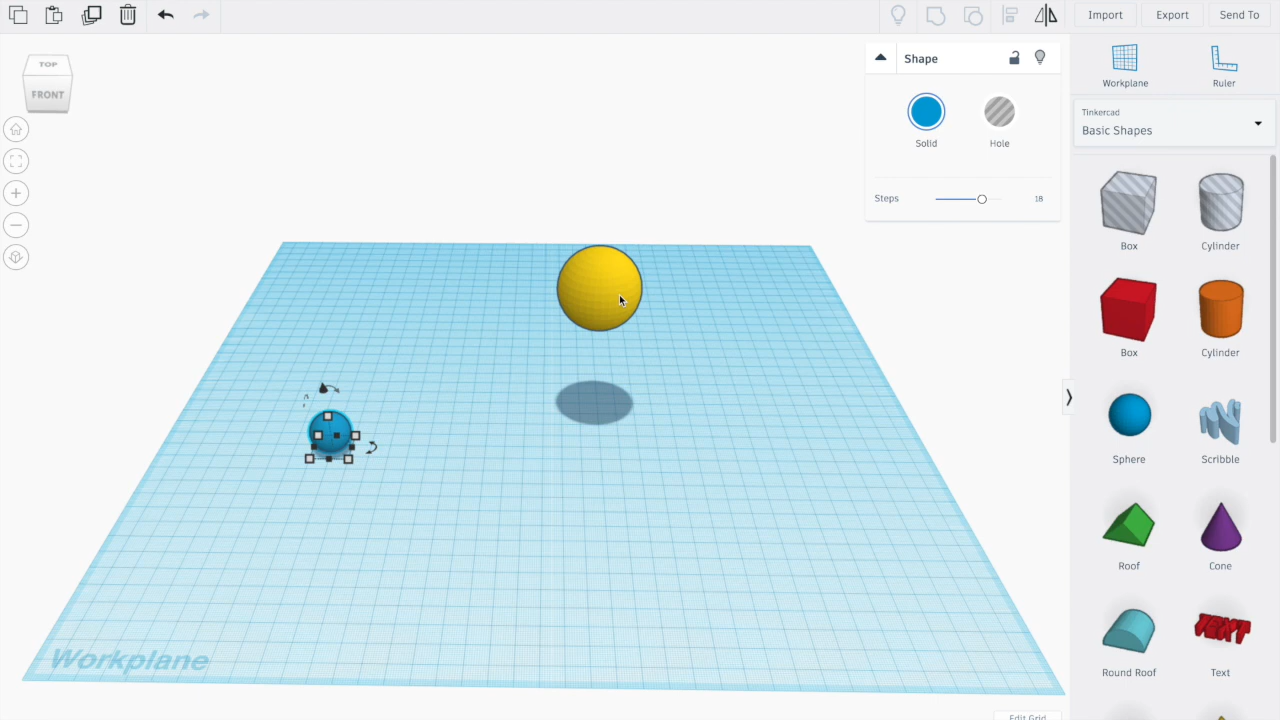 Import
Export
Send To
TOP
FRONT
Shape
Solid
Hole
Steps
18
Workplane
Ruler
Tinkercad
Basic Shapes
Box
Cylinder
Box
Cylinder
Sphere
Scribble
Roof
Cone
Round Roof
TEXT
Text
Workplane
Edit Grid